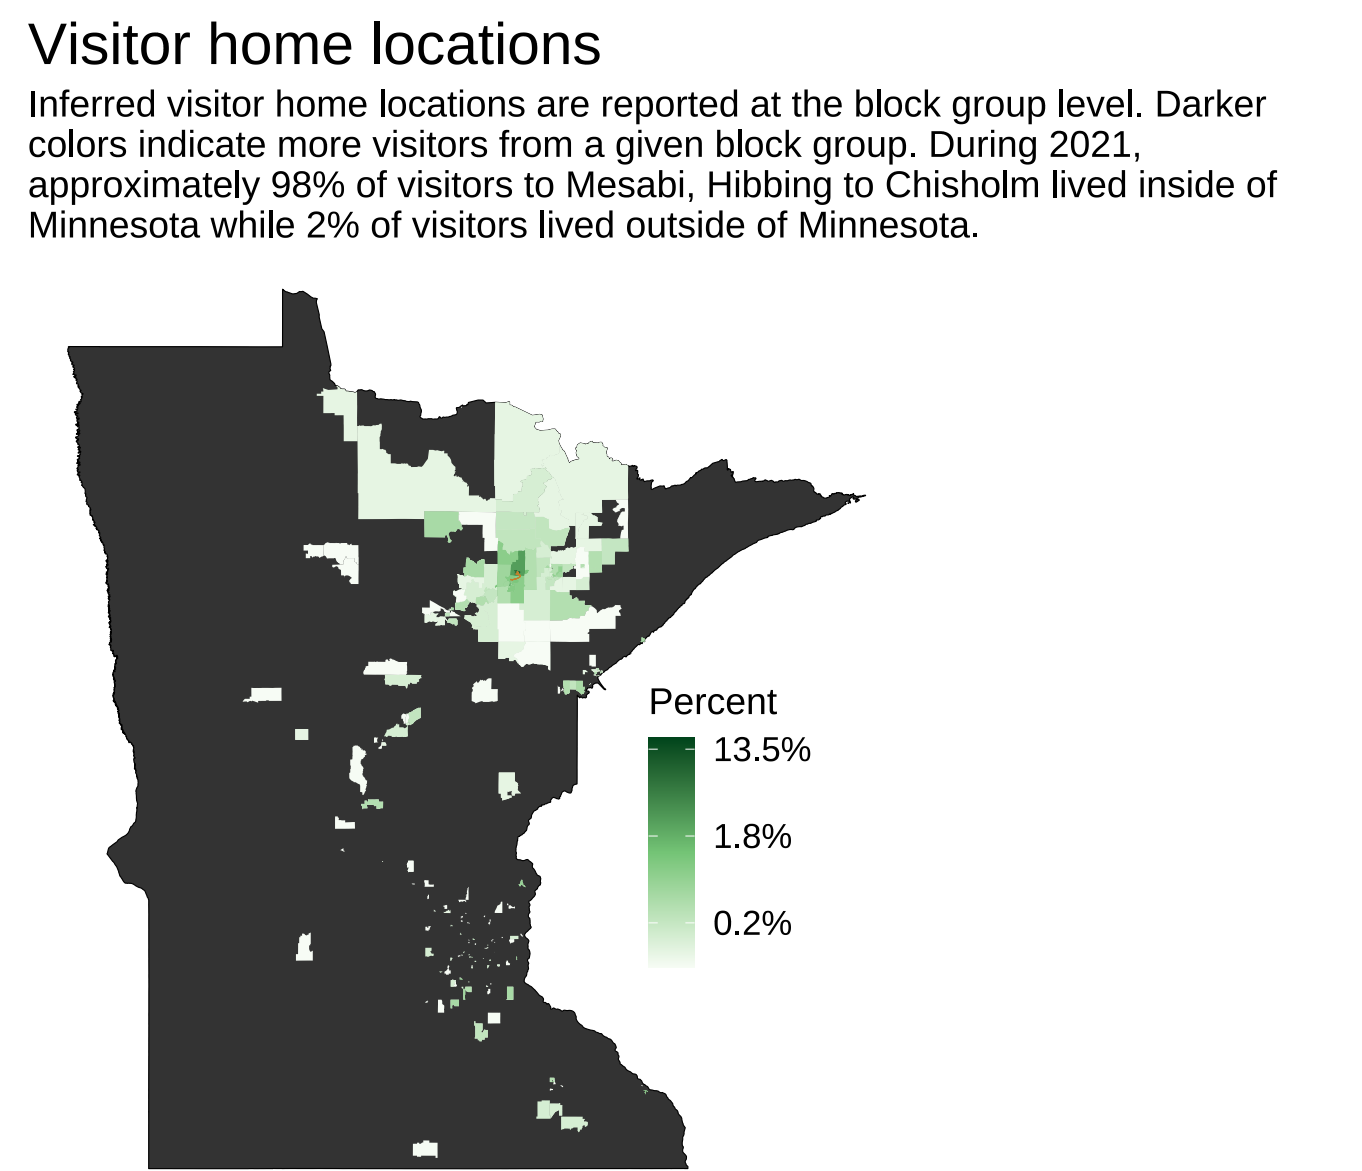 Visitor home locations
Inferred visitor home locations are reported at the block group level. Darker
colors indicate more visitors from a given block group. During 2021,
approximately 98% of visitors to Mesabi, Hibbing to Chisholm lived inside of
Minnesota while 2% of visitors lived outside of Minnesota.
Percent
13.5%
1.8%
0.2%